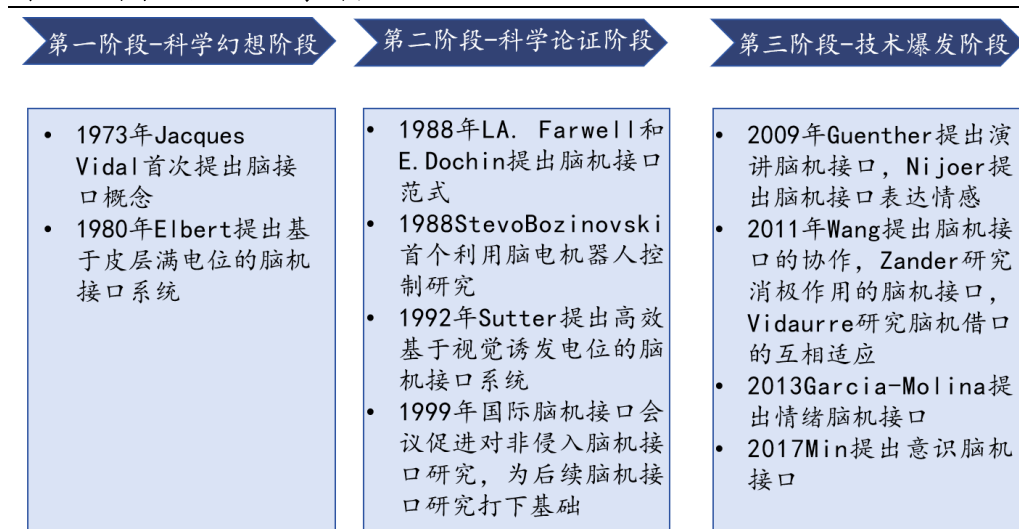 第一阶段-科学幻想阶段
• 1973年Jacques
Vidal首次提出脑接
口概念
• 1980年Elbert提出基
于皮层满电位的脑机
接口系统
第二阶段-科学论证阶段
• 1988年LA. Farwell和
E.Dochin提出脑机接口
范式
• 1988StevoBozinovski
首个利用脑电机器人控
制研究
• 1992年Sutter提出高效
基于视觉诱发电位的脑
机接口系统
• 1999年国际脑机接口会
议促进对非侵入脑机接
口研究，为后续脑机接
口研究打下基础
第三阶段-技术爆发阶段
• 2009年Guenther提出演
讲脑机接口，Nijoer提
出脑机接口表达情感
• 2011年Wang提出脑机接
口的协作，Zander研究
消极作用的脑机接口，
Vidaurre研究脑机借口
的互相适应
• 2013Garcia-Molina提
出情绪脑机接口
• 2017Min提出意识脑机
接口